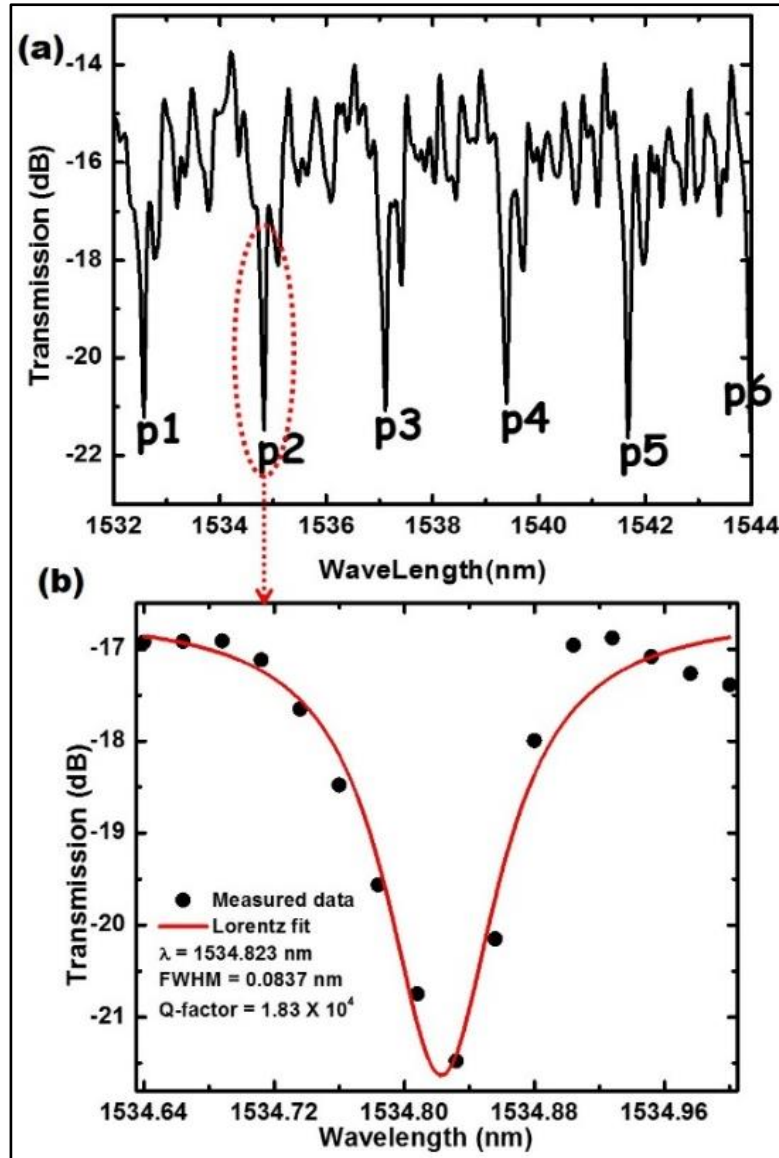 (a)
Transmission (dB)
-14
-16
-18
-20
-22
p1
p2
p3
p4
p5
p6
1532
1534
1536
1538
1540
1542
1544
WaveLength(nm)
(b)
Transmission (dB)
-17
-18
-19
-20
-21
Measured data
Lorentz fit
λ = 1534.823 nm
FWHM = 0.0837 nm
Q-factor = 1.83 X 10⁴
1534.64
1534.72
1534.80
1534.88
1534.96
Wavelength (nm)